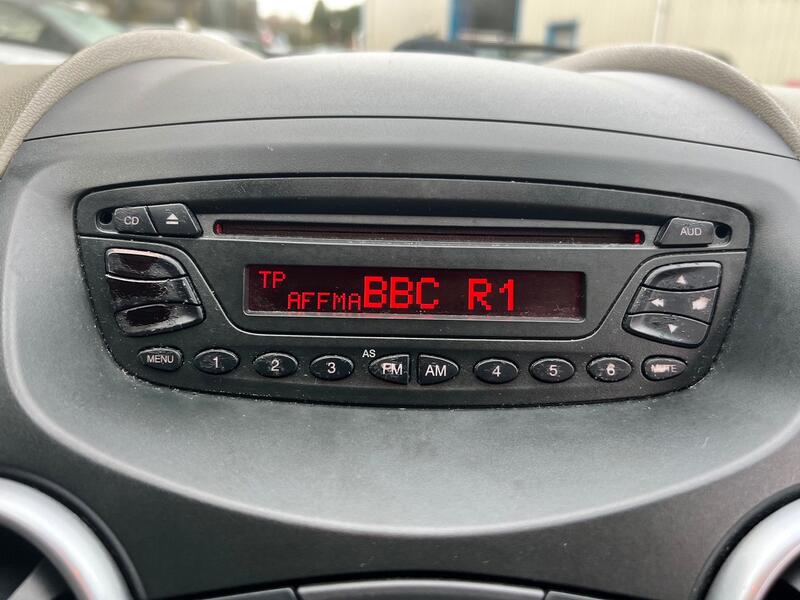 CD
AUD
TP
AFFMA BBC R1
MENU 1 2 3 AS FM AM 4 5 6 MUTE